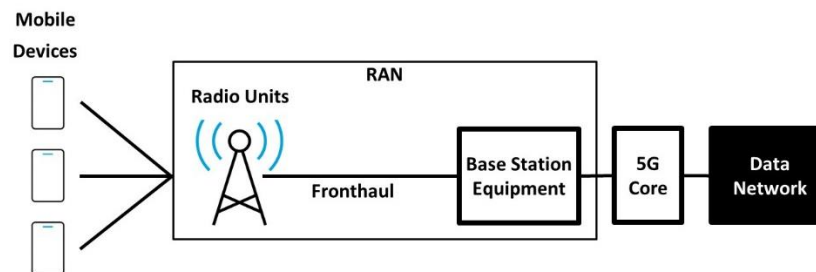 Mobile
Devices
RAN
Radio Units
Fronthaul
Base Station
Equipment
5G
Core
Data
Network